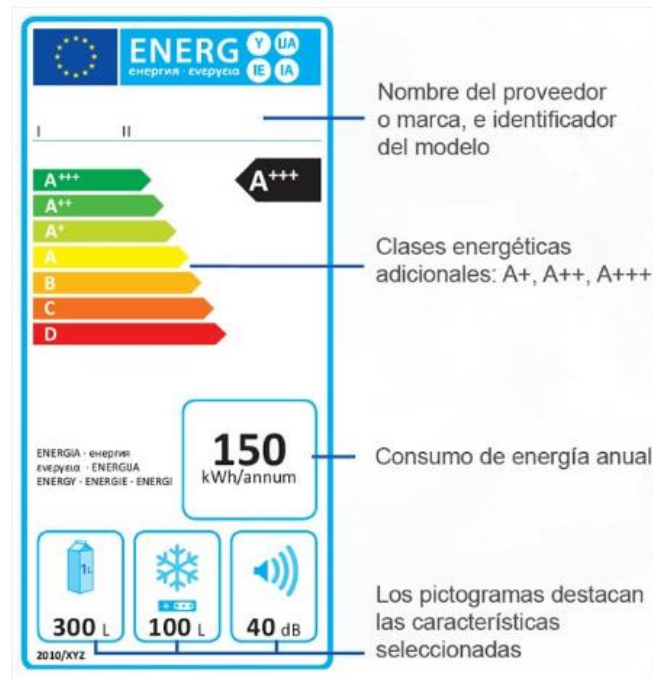 ENERG Y IJA
енергия · ενεργεια IE IA
Nombre del proveedor
o marca, e identificador
del modelo
I II
A+++
A+++
A++
A+
A
B
C
D
Clases energéticas
adicionales: A+, A++, A+++
ENERGIA · енергия
ενεργεια · ENERGIJA
ENERGY · ENERGIE · ENERGI
150
kWh/annum
Consumo de energía anual
1L
300 L
100 L
40 dB
Los pictogramas destacan
las características
seleccionadas
2010/XYZ